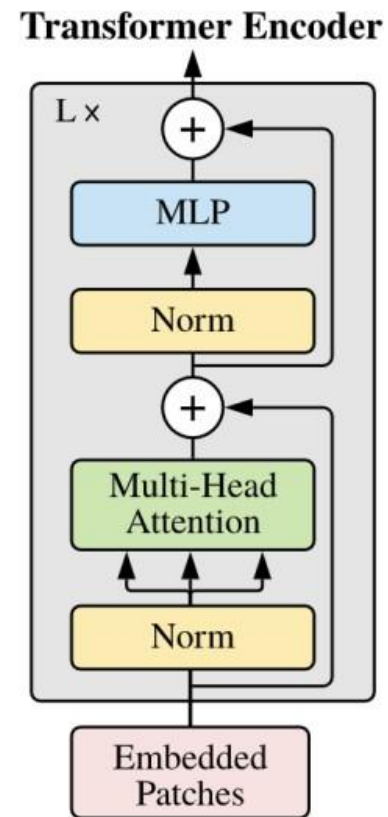 Transformer Encoder
L ×
+
MLP
Norm
+
Multi-Head
Attention
Norm
Embedded
Patches